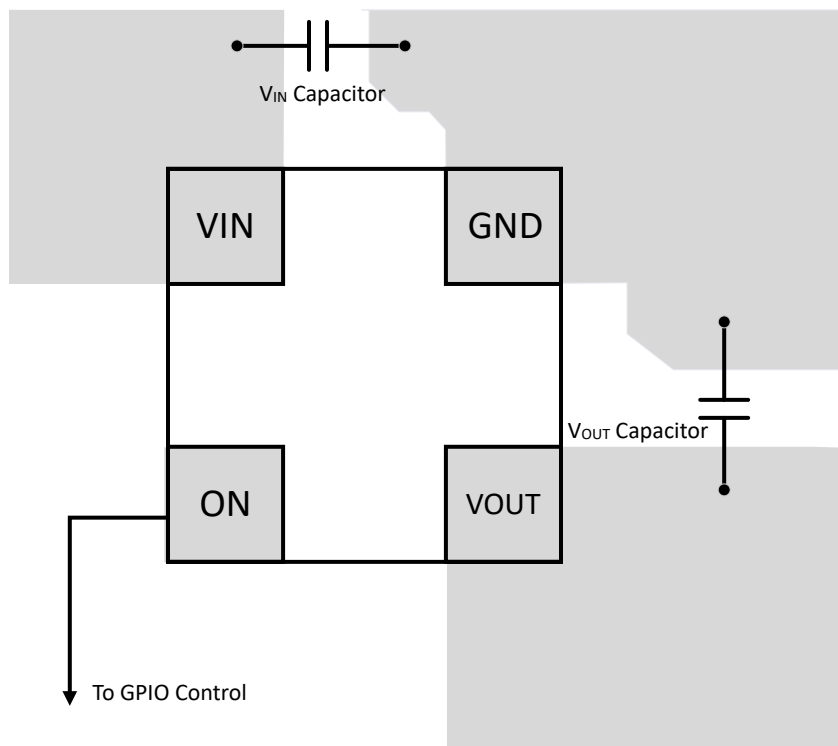 VIN Capacitor
VIN
GND
VOUT Capacitor
ON
VOUT
To GPIO Control